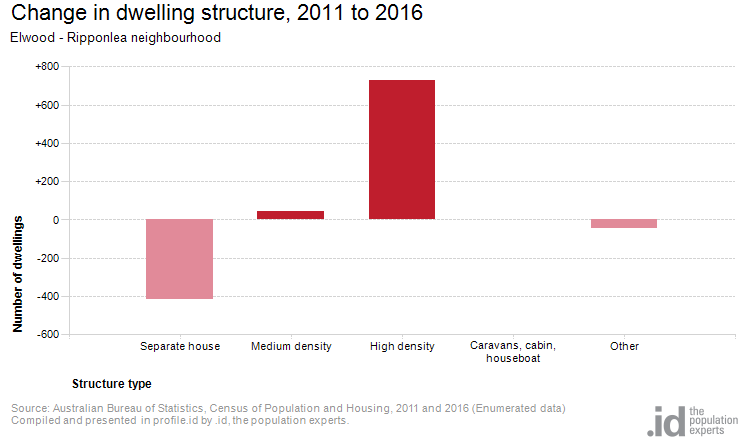 Change in dwelling structure, 2011 to 2016
Elwood - Ripponlea neighbourhood
Number of dwellings
+800
+600
+400
+200
0
-200
-400
-600
Separate house
Medium density
High density
Caravans, cabin,
houseboat
Other
Structure type
Source: Australian Bureau of Statistics, Census of Population and Housing, 2011 and 2016 (Enumerated data)
Compiled and presented in profile.id by .id, the population experts.
.id the
population
experts